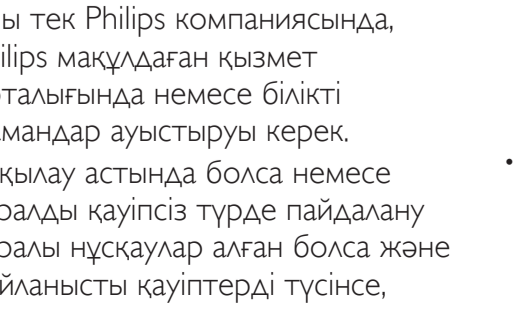 ы тек Philips компаниясында,
ilips мақұлдаған қызмет
рталығында немесе білікті
мандар ауыстыруы керек.
қылау астында болса немесе
ралды қауіпсіз түрде пайдалану
ралы нұсқаулар алған болса және
йланысты қауіптерді түсінсе,
•